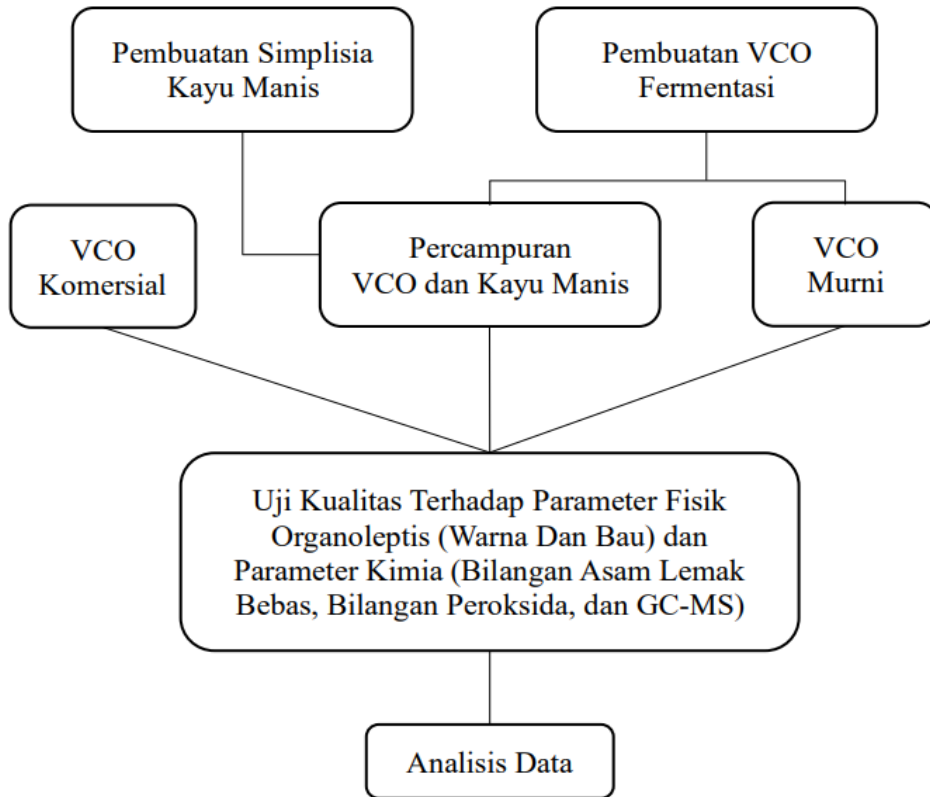 Pembuatan Simplisia
Kayu Manis
Pembuatan VCO
Fermentasi
VCO
Komersial
Percampuran
VCO dan Kayu Manis
VCO
Murni
Uji Kualitas Terhadap Parameter Fisik
Organoleptis (Warna Dan Bau) dan
Parameter Kimia (Bilangan Asam Lemak
Bebas, Bilangan Peroksida, dan GC-MS)
Analisis Data